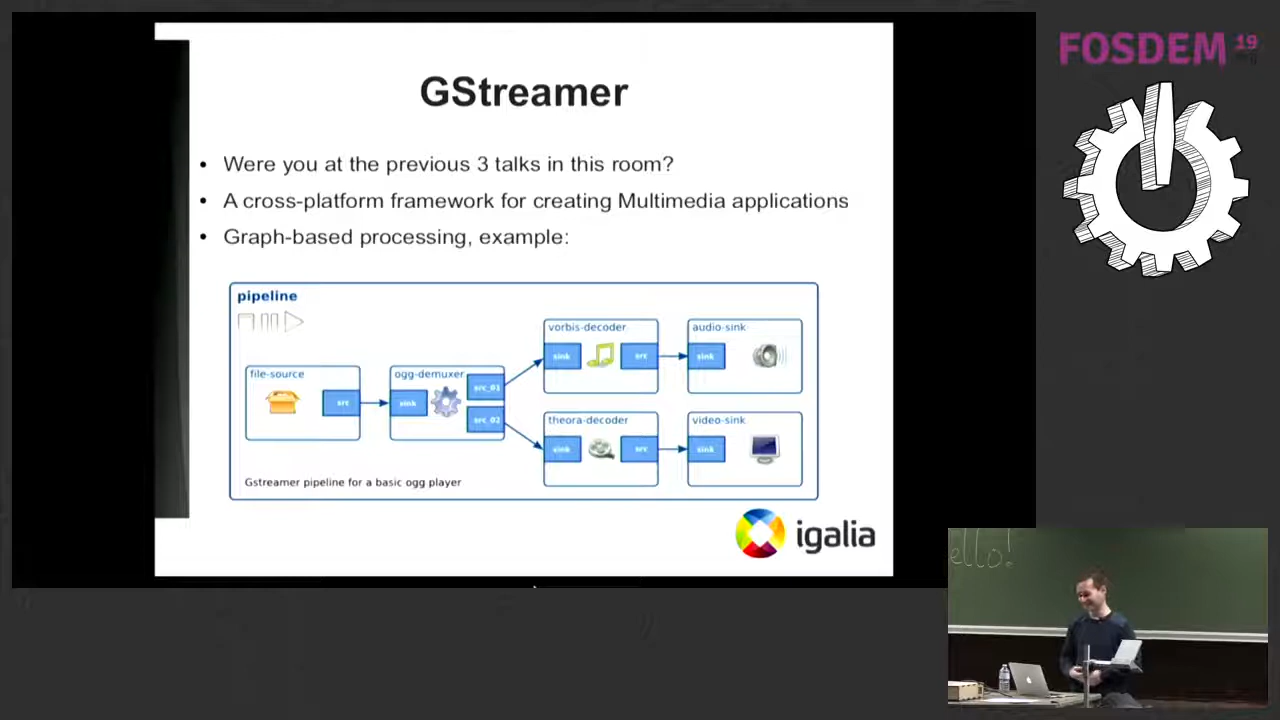 GStreamer
• Were you at the previous 3 talks in this room?
• A cross-platform framework for creating Multimedia applications
• Graph-based processing, example:
pipeline
file-source
src
ogg-demuxer
sink
src_01
src_02
vorbis-decoder
sink
src
audio-sink
sink
theora-decoder
sink
src
video-sink
sink
Gstreamer pipeline for a basic ogg player
igalia
FOSDEM 19
ello!